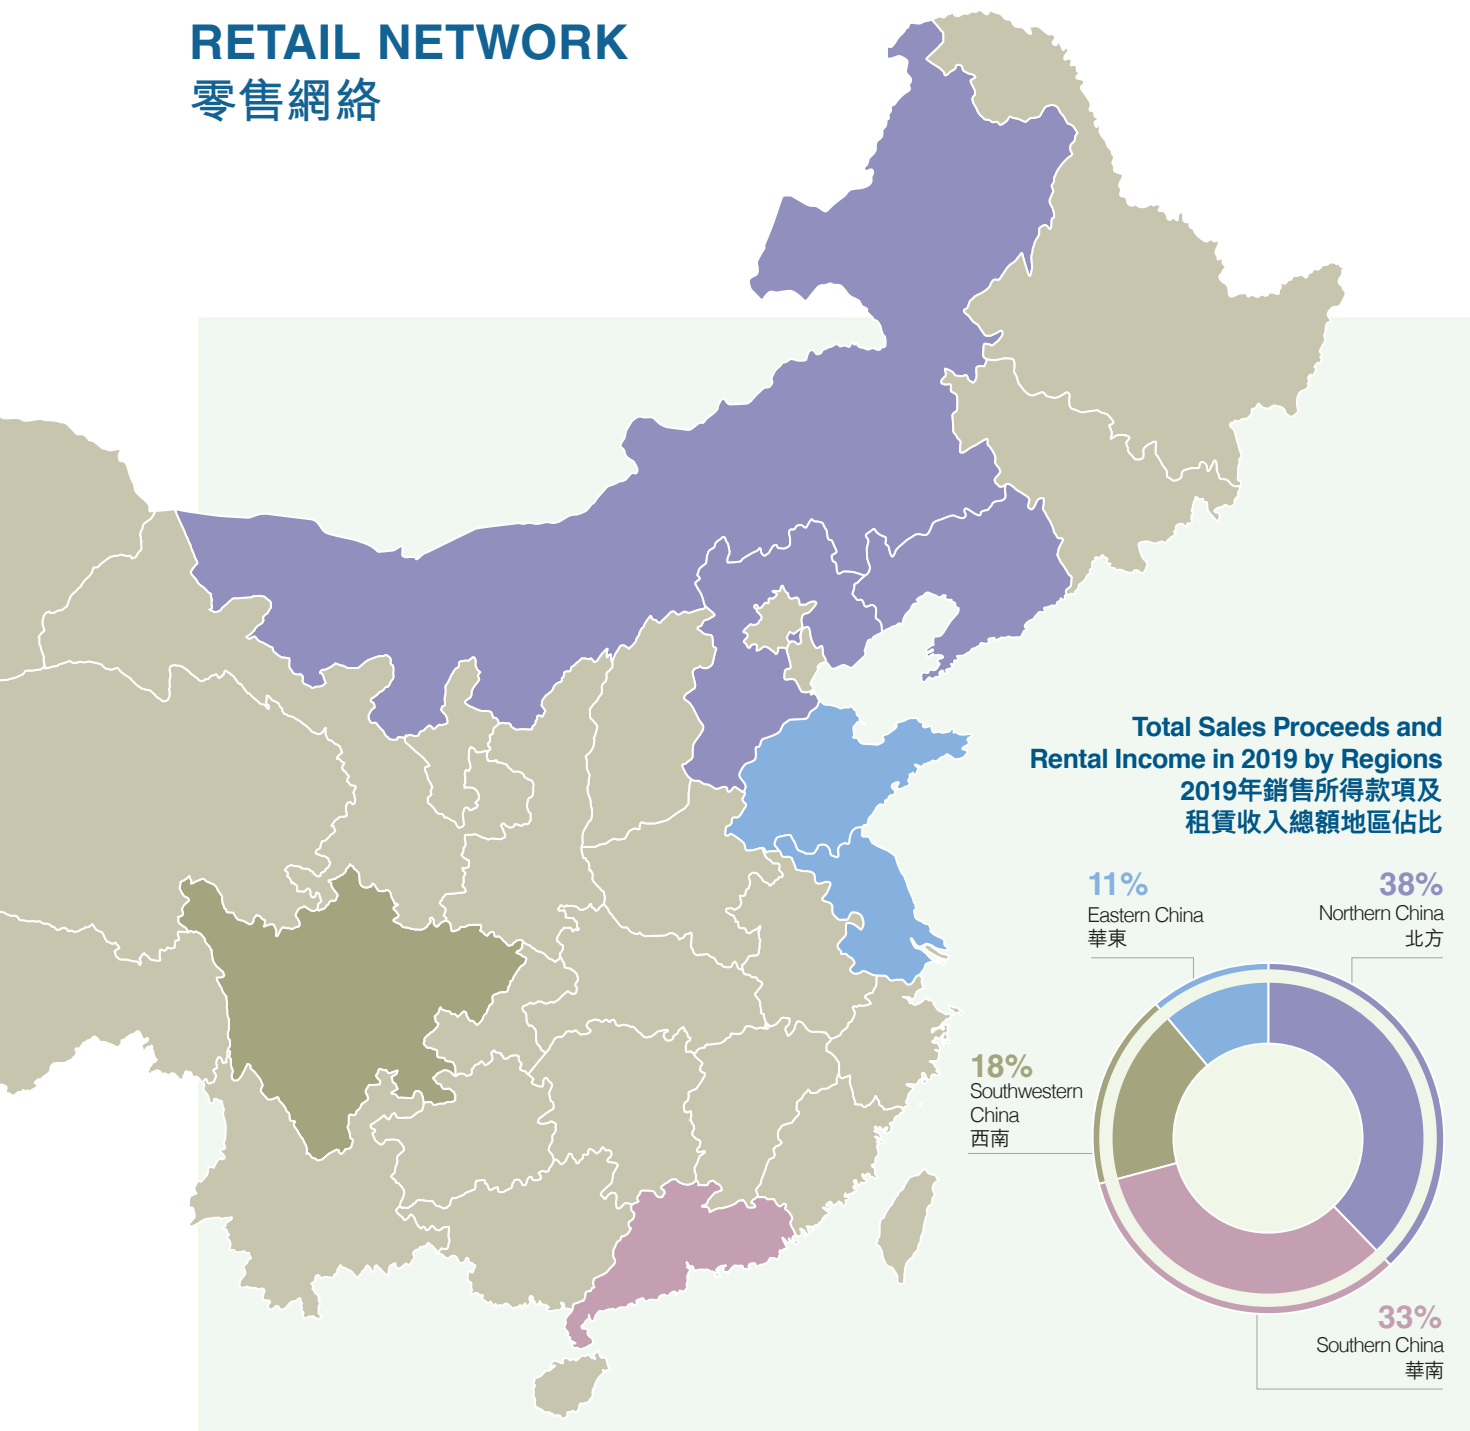 RETAIL NETWORK
零售網絡
Total Sales Proceeds and
Rental Income in 2019 by Regions
2019年銷售所得款項及
租賃收入總額地區佔比
11%
Eastern China
華東
38%
Northern China
北方
18%
Southwestern
China
西南
33%
Southern China
華南